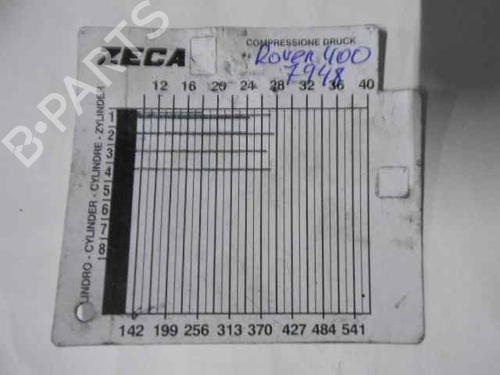 ZECA
COMPRESSIONE DRUCK
Rover 400
7948
12 16 20 24 28 32 36 40
1
2
3
4
5
6
7
8
LINDRO - CYLINDER - CYLINDRE - ZYLINDER
142 199 256 313 370 427 484 541
B-PARTS